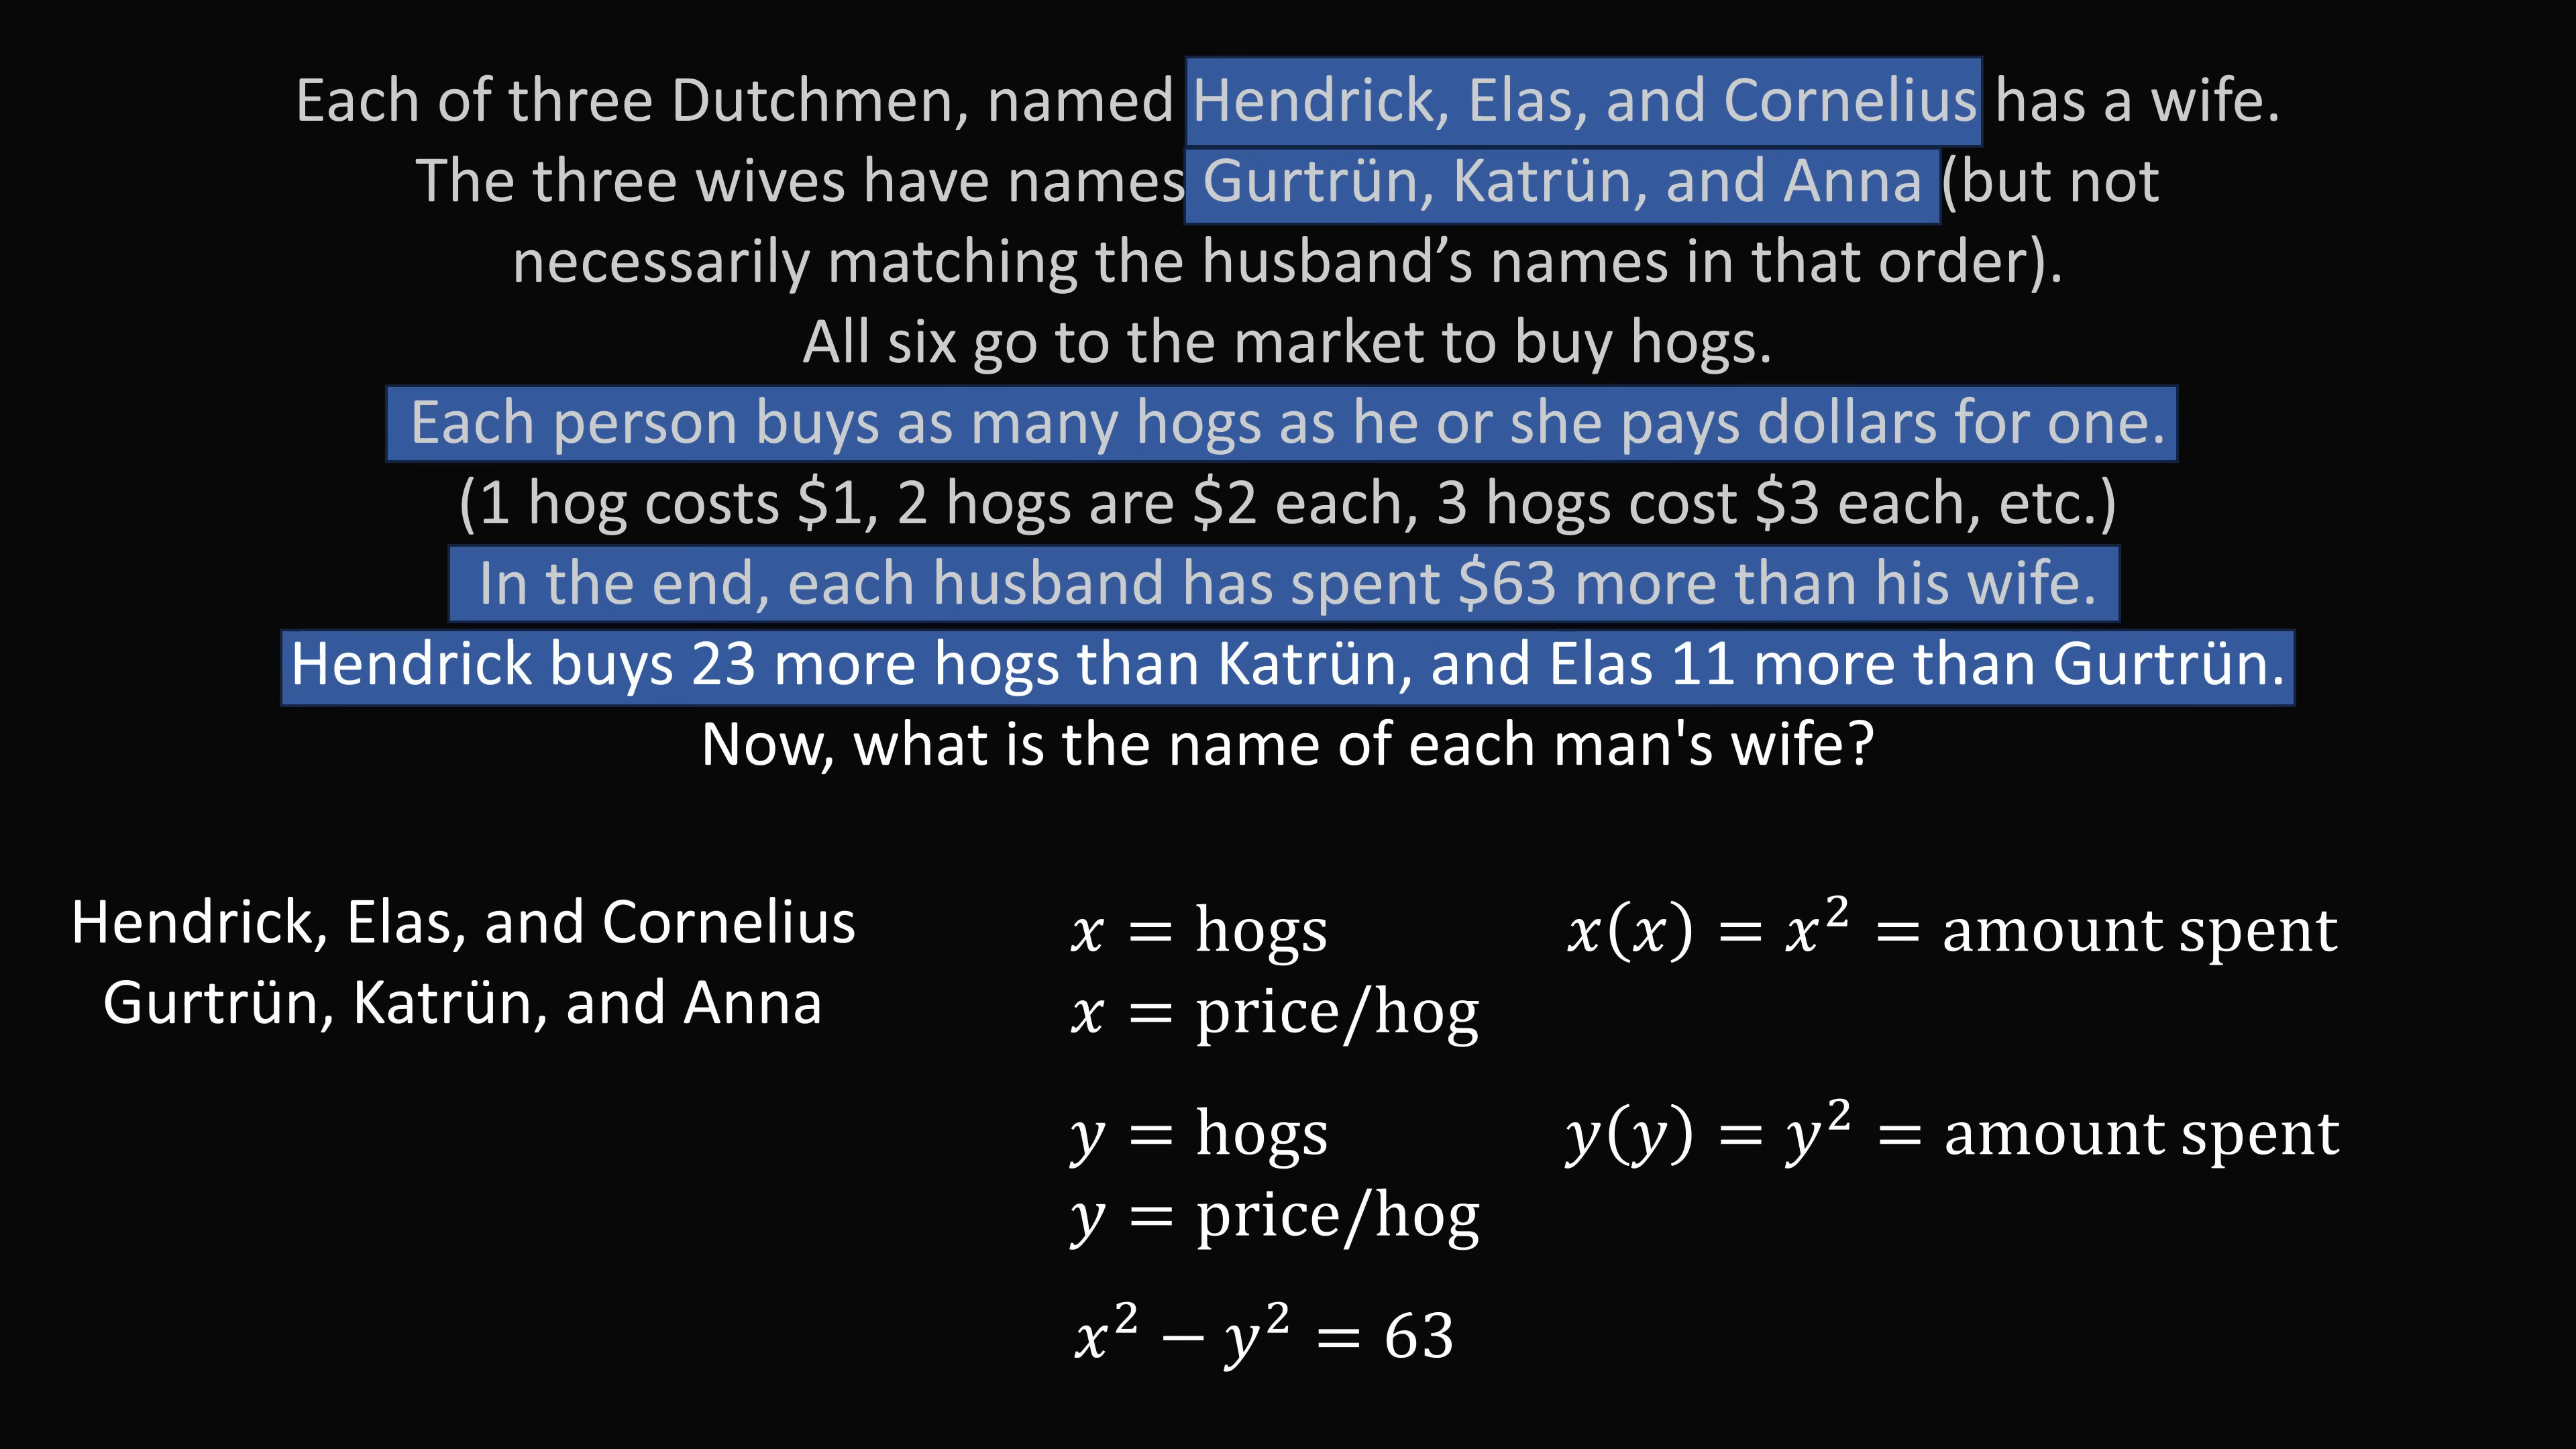 Each of three Dutchmen, named Hendrick, Elas, and Cornelius has a wife.
The three wives have names Gurtrün, Katrün, and Anna (but not
necessarily matching the husband’s names in that order).
All six go to the market to buy hogs.
Each person buys as many hogs as he or she pays dollars for one.
(1 hog costs $1, 2 hogs are $2 each, 3 hogs cost $3 each, etc.)
In the end, each husband has spent $63 more than his wife.
Hendrick buys 23 more hogs than Katrün, and Elas 11 more than Gurtrün.
Now, what is the name of each man's wife?
Hendrick, Elas, and Cornelius
Gurtrün, Katrün, and Anna
x = hogs
x = price/hog
x(x) = x² = amount spent
y = hogs
y = price/hog
y(y) = y² = amount spent
x² − y² = 63